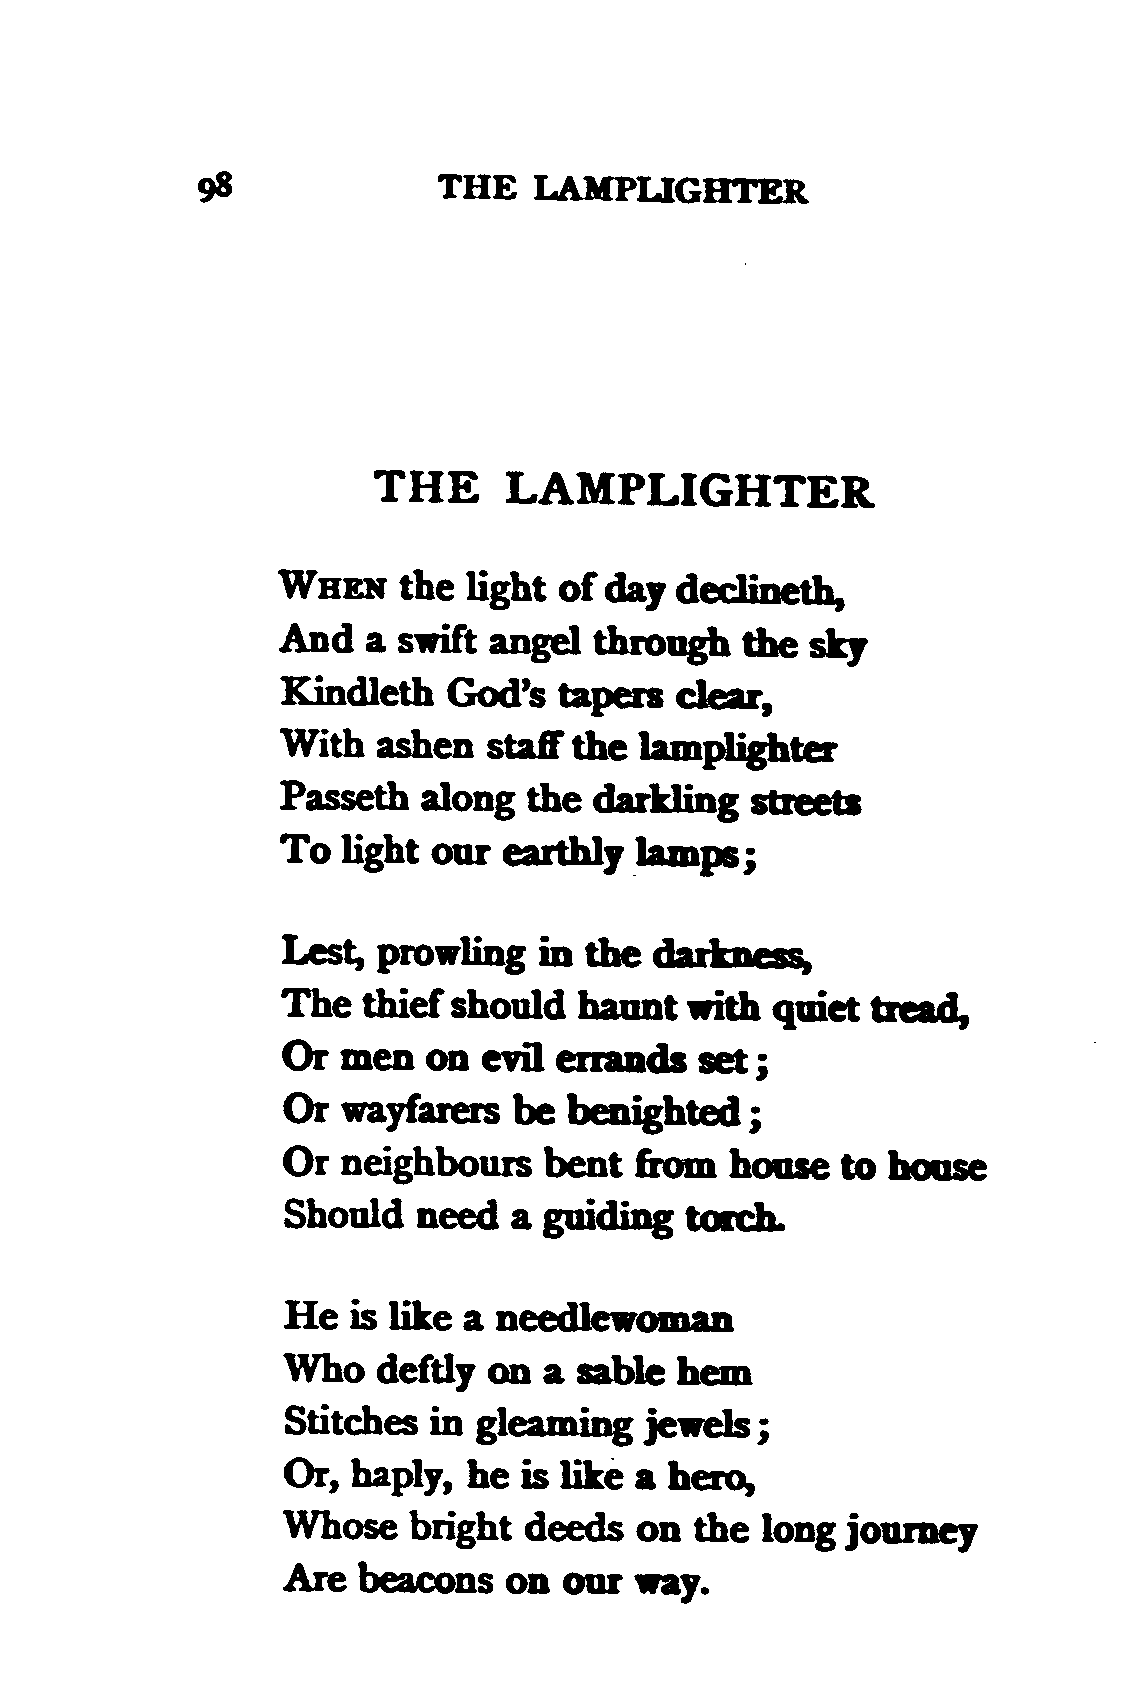 98 THE LAMPLIGHTER
THE LAMPLIGHTER
WHEN the light of day declineth,
And a swift angel through the sky
Kindleth God's tapers clear,
With ashen staff the lamplighter
Passeth along the darkling streets
To light our earthly lamps;
Lest, prowling in the darkness,
The thief should haunt with quiet tread,
Or men on evil errands set;
Or wayfarers be benighted;
Or neighbours bent from house to house
Should need a guiding torch.
He is like a needlewoman
Who deftly on a sable hem
Stitches in gleaming jewels;
Or, haply, he is like a hero,
Whose bright deeds on the long journey
Are beacons on our way.